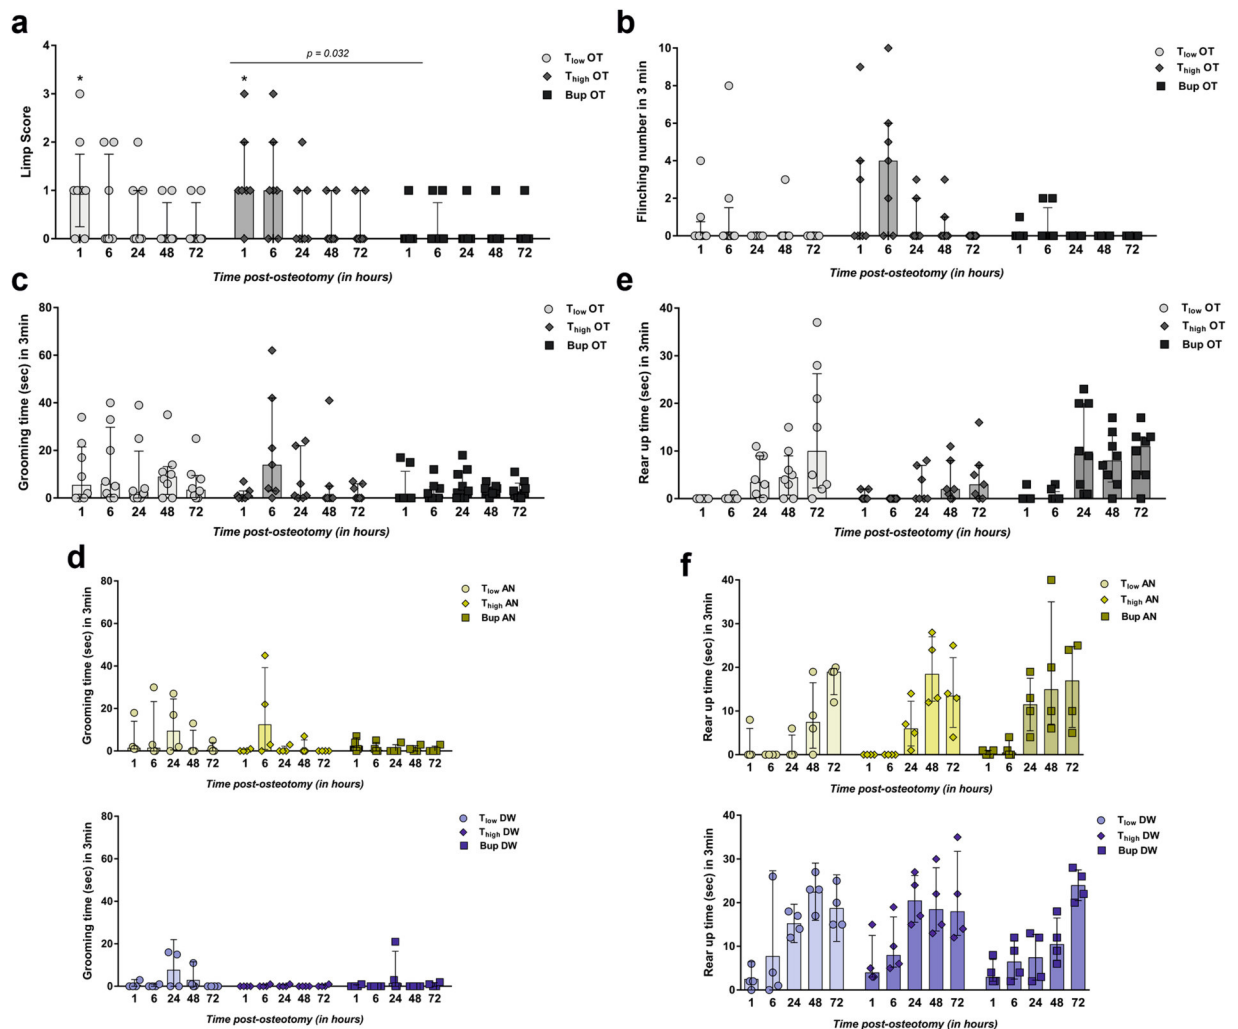 a
p = 0.032
* *
Limp Score
4
3
2
1
0
1 6 24 48 72 1 6 24 48 72 1 6 24 48 72
Time post-osteotomy (in hours)
Tlow OT
Thigh OT
Bup OT
b
Flinching number in 3 min
10
8
6
4
2
0
1 6 24 48 72 1 6 24 48 72 1 6 24 48 72
Time post-osteotomy (in hours)
Tlow OT
Thigh OT
Bup OT
c
Grooming time (sec) in 3min
80
60
40
20
0
1 6 24 48 72 1 6 24 48 72 1 6 24 48 72
Time post-osteotomy (in hours)
Tlow OT
Thigh OT
Bup OT
e
Rear up time (sec) in 3min
40
30
20
10
0
1 6 24 48 72 1 6 24 48 72 1 6 24 48 72
Time post-osteotomy (in hours)
Tlow OT
Thigh OT
Bup OT
d
Grooming time (sec) in 3min
80
60
40
20
0
1 6 24 48 72 1 6 24 48 72 1 6 24 48 72
Time post-osteotomy (in hours)
Tlow AN
Thigh AN
Bup AN
Grooming time (sec) in 3min
80
60
40
20
0
1 6 24 48 72 1 6 24 48 72 1 6 24 48 72
Time post-osteotomy (in hours)
Tlow DW
Thigh DW
Bup DW
f
Rear up time (sec) in 3min
40
30
20
10
0
1 6 24 48 72 1 6 24 48 72 1 6 24 48 72
Time post-osteotomy (in hours)
Tlow AN
Thigh AN
Bup AN
Rear up time (sec) in 3min
40
30
20
10
0
1 6 24 48 72 1 6 24 48 72 1 6 24 48 72
Time post-osteotomy (in hours)
Tlow DW
Thigh DW
Bup DW